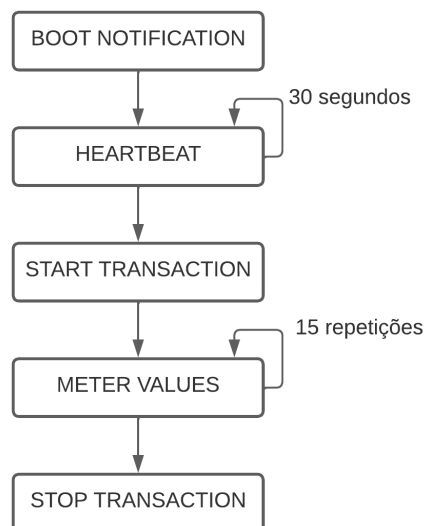 BOOT NOTIFICATION
30 segundos
HEARTBEAT
START TRANSACTION
15 repetições
METER VALUES
STOP TRANSACTION